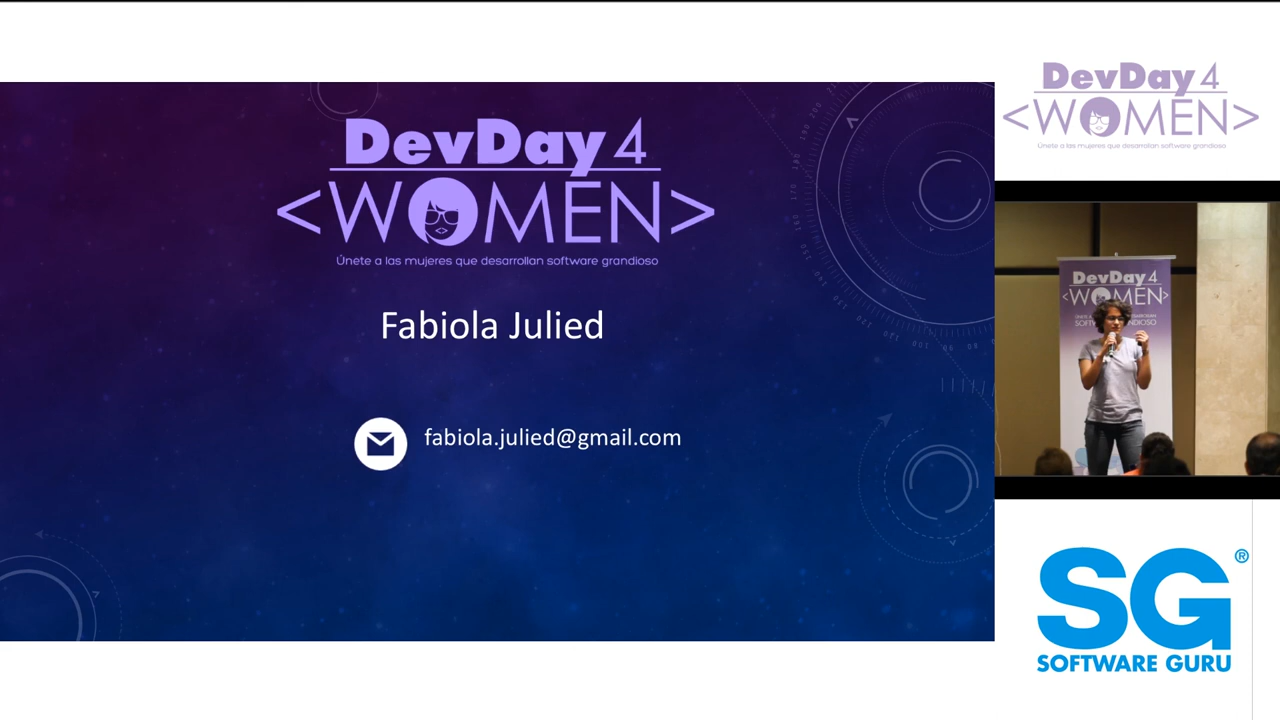 DevDay 4
<WOMEN>
Únete a las mujeres que desarrollan software grandioso
Fabiola Julied
fabiola.julied@gmail.com
DevDay 4
<WOMEN>
Únete a las mujeres que desarrollan software grandioso
DevDay 4
<WOMEN>
SG®
SOFTWARE GURU